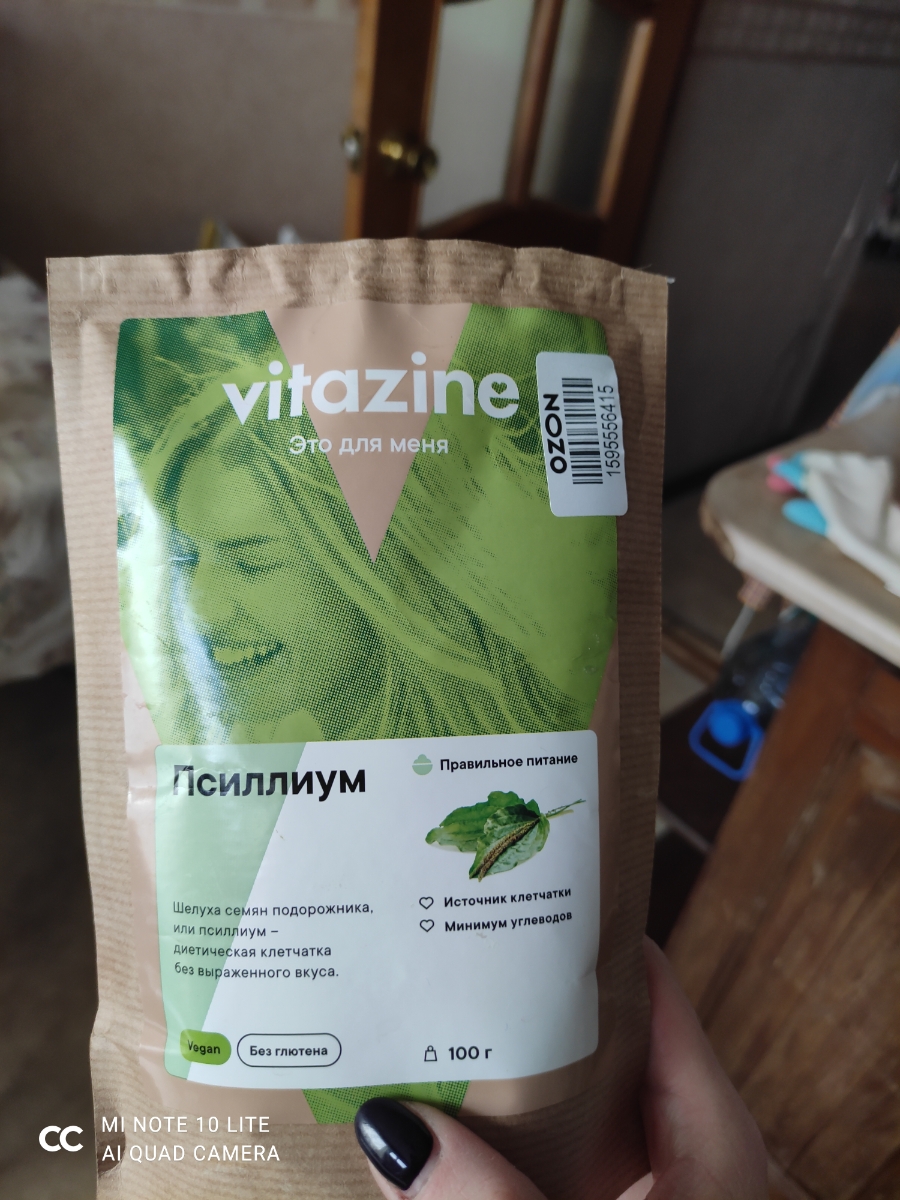 vitazine
Это для меня
OZON
1595556415
Псиллиум
Правильное питание
Источник клетчатки
Минимум углеводов
Шелуха семян подорожника,
или псиллиум –
диетическая клетчатка
без выраженного вкуса.
Vegan
Без глютена
100 г
MI NOTE 10 LITE
AI QUAD CAMERA